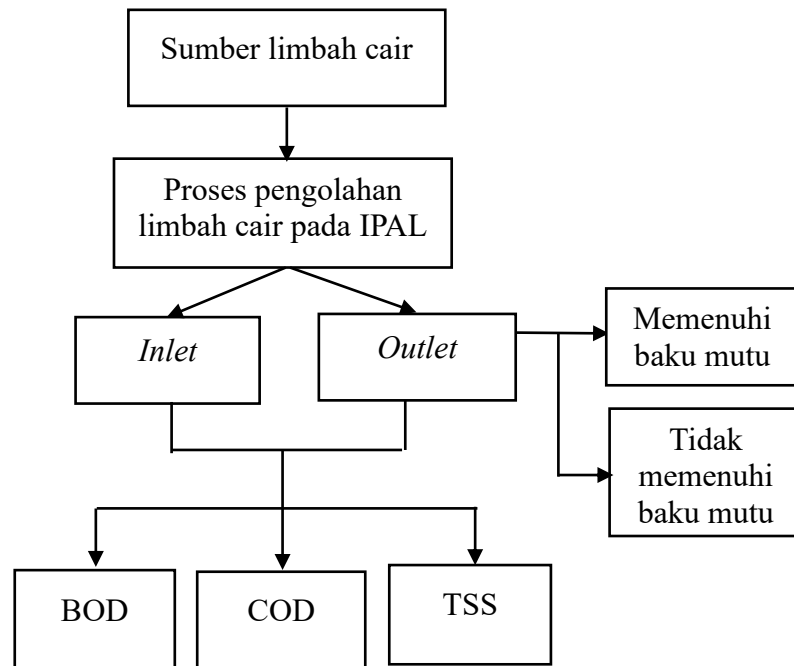 Sumber limbah cair
Proses pengolahan
limbah cair pada IPAL
Inlet
Outlet
Memenuhi
baku mutu
Tidak
memenuhi
baku mutu
BOD
COD
TSS